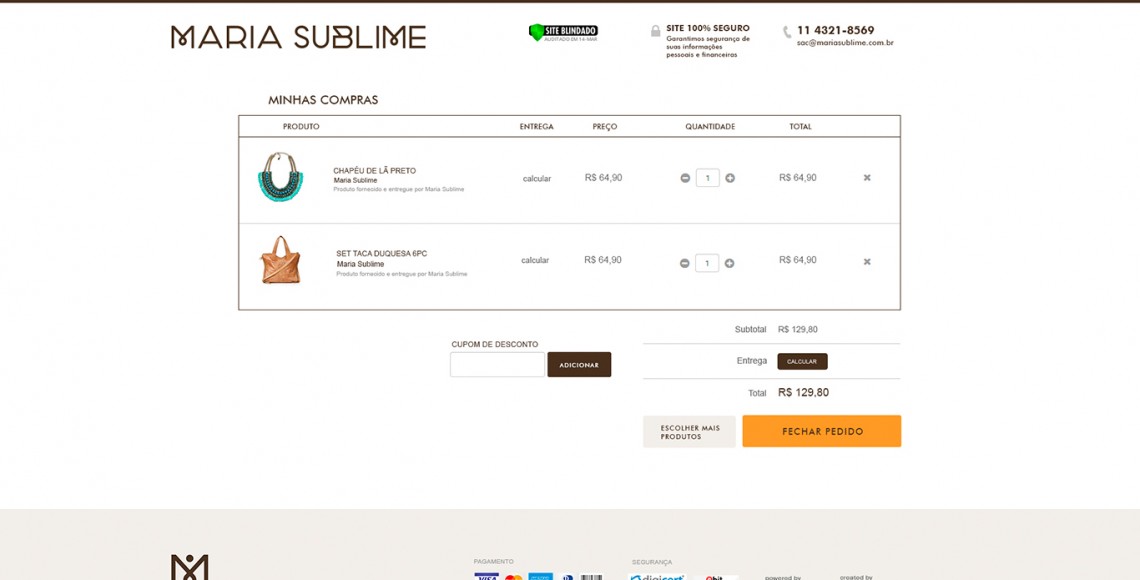 MARIA SUBLIME
SITE BLINDADO
AUDITADO EM 14-MAR
SITE 100% SEGURO
Garantimos segurança de
suas informações
pessoais e financeiras
11 4321-8569
sac@mariasublime.com.br
MINHAS COMPRAS
PRODUTO ENTREGA PREÇO QUANTIDADE TOTAL
CHAPÉU DE LÃ PRETO
Maria Sublime
Produto fornecido e entregue por Maria Sublime
calcular R$ 64,90 1 R$ 64,90
SET TACA DUQUESA 6PC
Maria Sublime
Produto fornecido e entregue por Maria Sublime
calcular R$ 64,90 1 R$ 64,90
CUPOM DE DESCONTO
ADICIONAR
Subtotal R$ 129,80
Entrega CALCULAR
Total R$ 129,80
ESCOLHER MAIS
PRODUTOS
FECHAR PEDIDO
PAGAMENTO
VISA
SEGURANÇA
digicert
powered by
created by